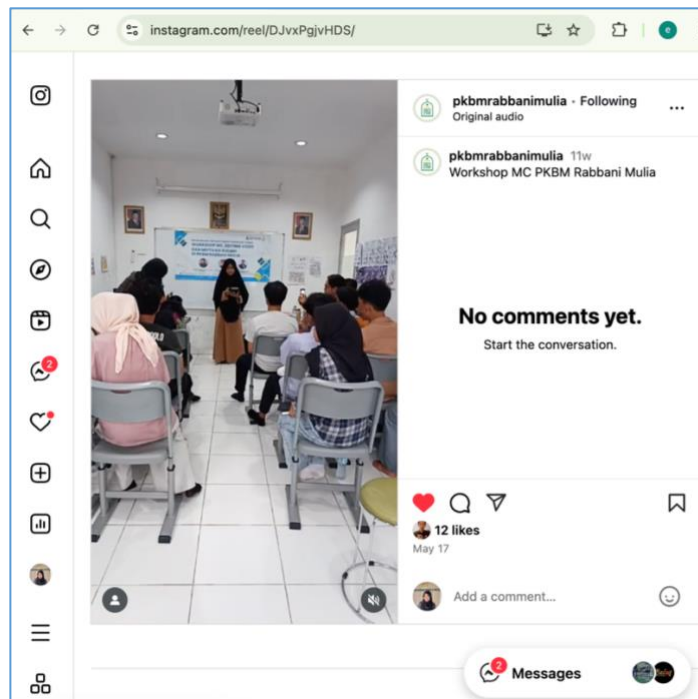 instagram.com/reel/DJvxPgjvHDS/
e
pkbmrabbanimulia · Following
Original audio
pkbmrabbanimulia 11w
Workshop MC PKBM Rabbani Mulia
No comments yet.
Start the conversation.
2
12 likes
May 17
Add a comment...
2
Messages